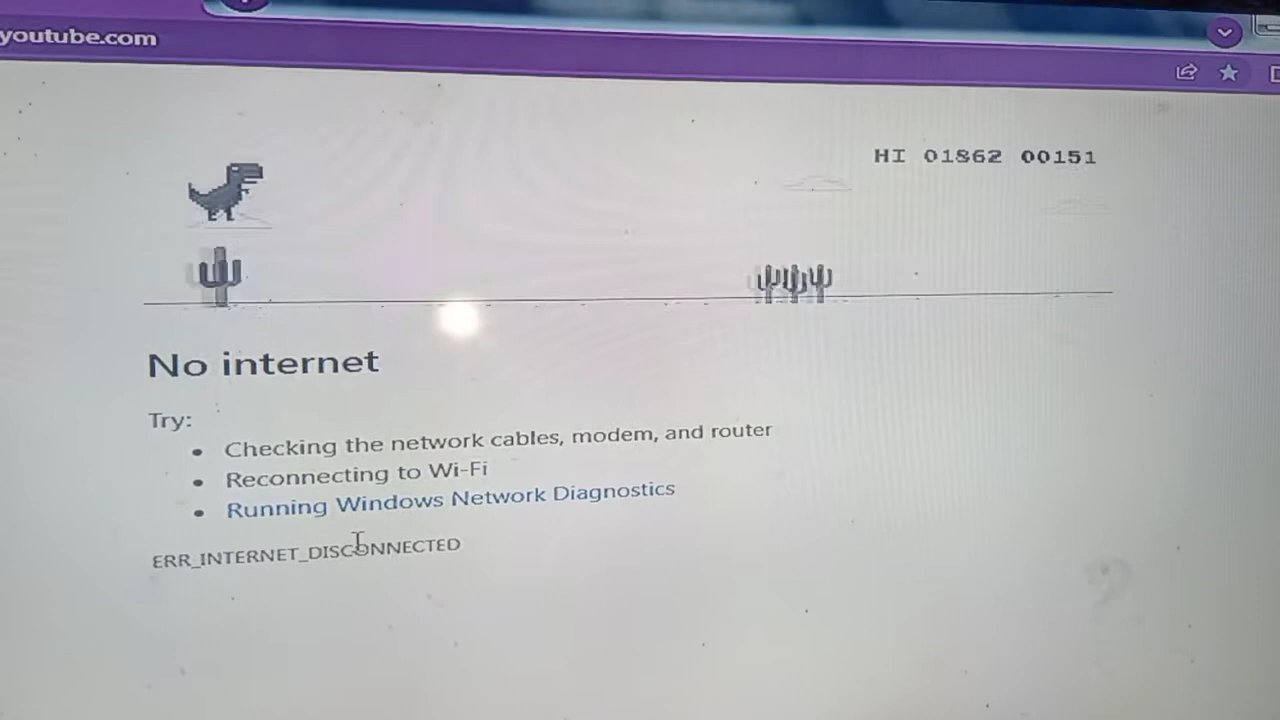 youtube.com
HI 01862 00151
No internet
Try:
Checking the network cables, modem, and router
Reconnecting to Wi-Fi
Running Windows Network Diagnostics
ERR_INTERNET_DISCONNECTED